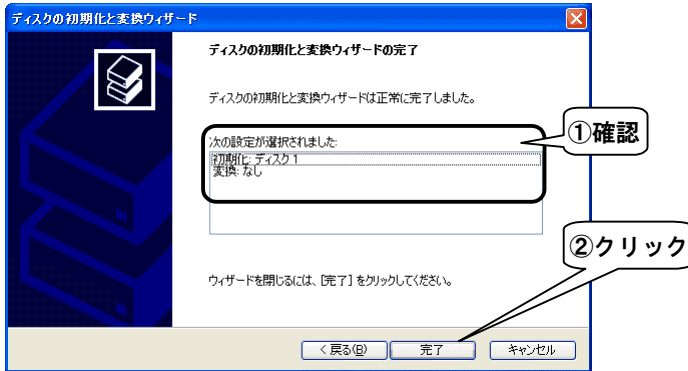 ディスクの初期化と変換ウィザード
ディスクの初期化と変換ウィザードの完了
ディスクの初期化と変換ウィザードは正常に完了しました。
次の設定が選択されました:
初期化: ディスク 1
変換: なし
①確認
②クリック
ウィザードを閉じるには、[完了] をクリックしてください。
< 戻る(B)
完了
キャンセル